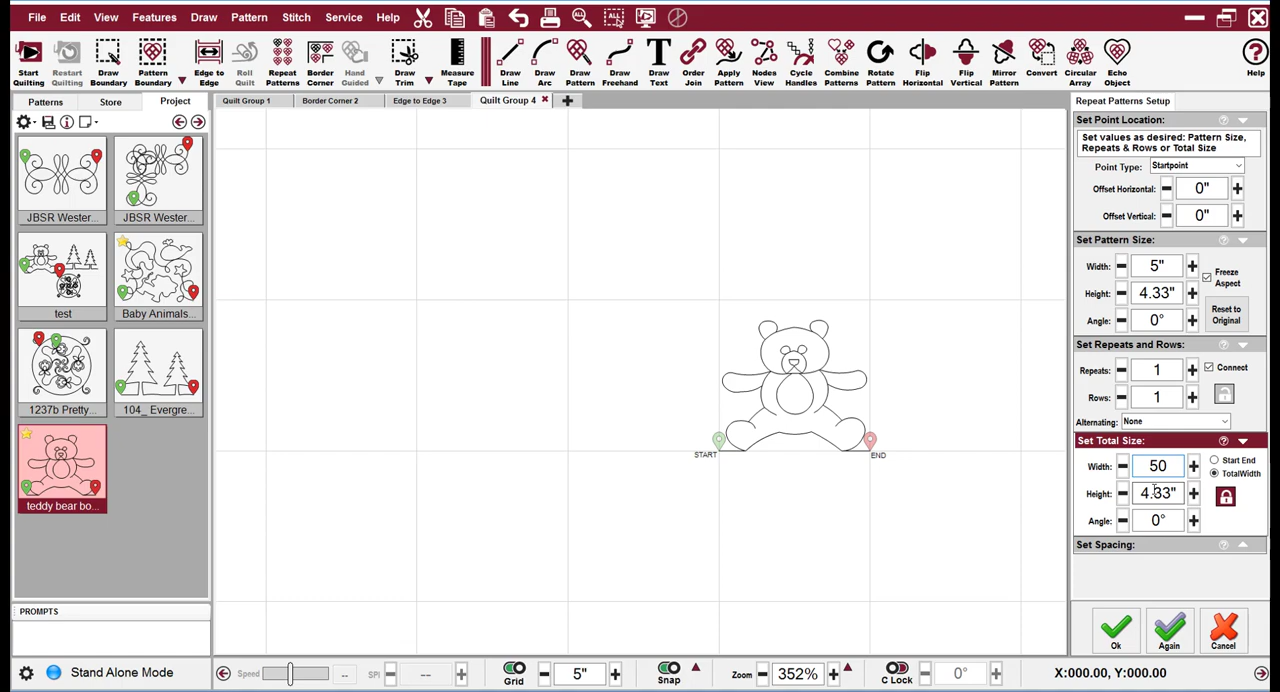 File Edit Views Features Draw Pattern Stitch Service Help
Start Quilting
Restart Quilting
Draw Boundary
Pattern Boundary
Edge to Edge
Roll Quilt
Repeat Patterns
Border Corner
Hand Guided
Draw Trim
Measure Tape
Draw Line
Draw Arc
Draw Pattern
Draw Freehand
Draw Text
Order Join
Apply Pattern
Nodes View
Cycle Handles
Combine Patterns
Rotate Pattern
Flip Horizontal
Flip Vertical
Mirror Pattern
Convert
Circular Array
Echo Object
Help
Patterns Store Project
Quilt Group 1 Border Corner 2 Edge to Edge 3 Quilt Group 4
JBSR Wester... JBSR Wester...
test Baby Animals...
1237b Pretty... 104_ Evergre...
teddy bear bo...
START END
Repeat Patterns Setup
Set Point Location:
Set values as desired: Pattern Size,
Repeats & Rows or Total Size
Point Type: Startpoint
Offset Horizontal: 0"
Offset Vertical: 0"
Set Pattern Size:
Width: 5"
Freeze Aspect
Height: 4.33"
Angle: 0°
Reset to Original
Set Repeats and Rows:
Repeats: 1 Connect
Rows: 1
Alternating: None
Set Total Size:
Width: 50 Start End
TotalWidth
Height: 4.33"
Angle: 0°
Set Spacing:
Ok Again Cancel
PROMPTS
Stand Alone Mode
Speed -- SPI --
Grid 5" Snap Zoom 352% C Lock 0° X:000.00, Y:000.00